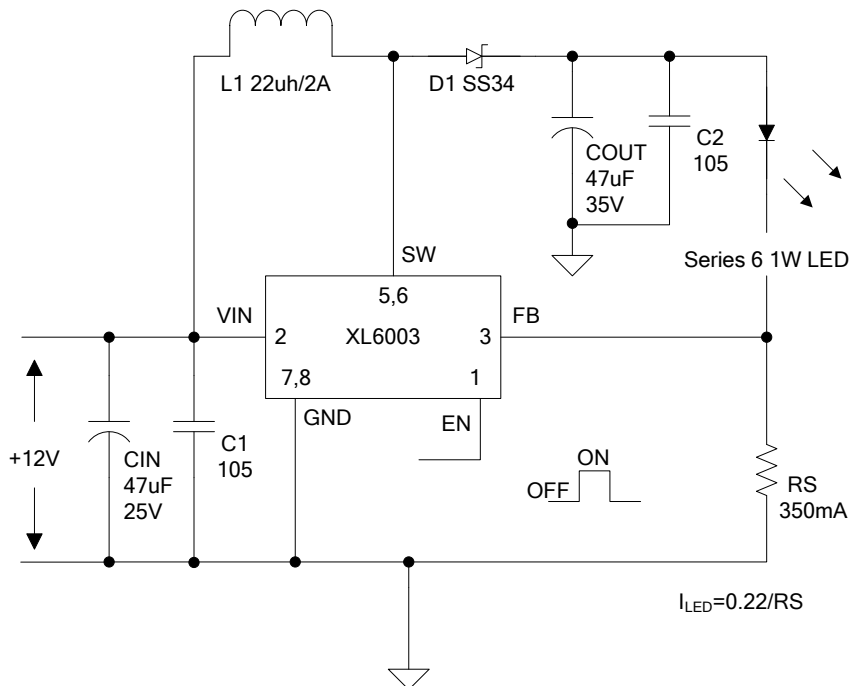 L1 22uh/2A
D1 SS34
COUT
47uF
35V
C2
105
Series 6 1W LED
SW
5,6
VIN
2
XL6003
3
FB
7,8
1
GND
EN
+12V
CIN
47uF
25V
C1
105
ON
OFF
RS
350mA
ILED=0.22/RS